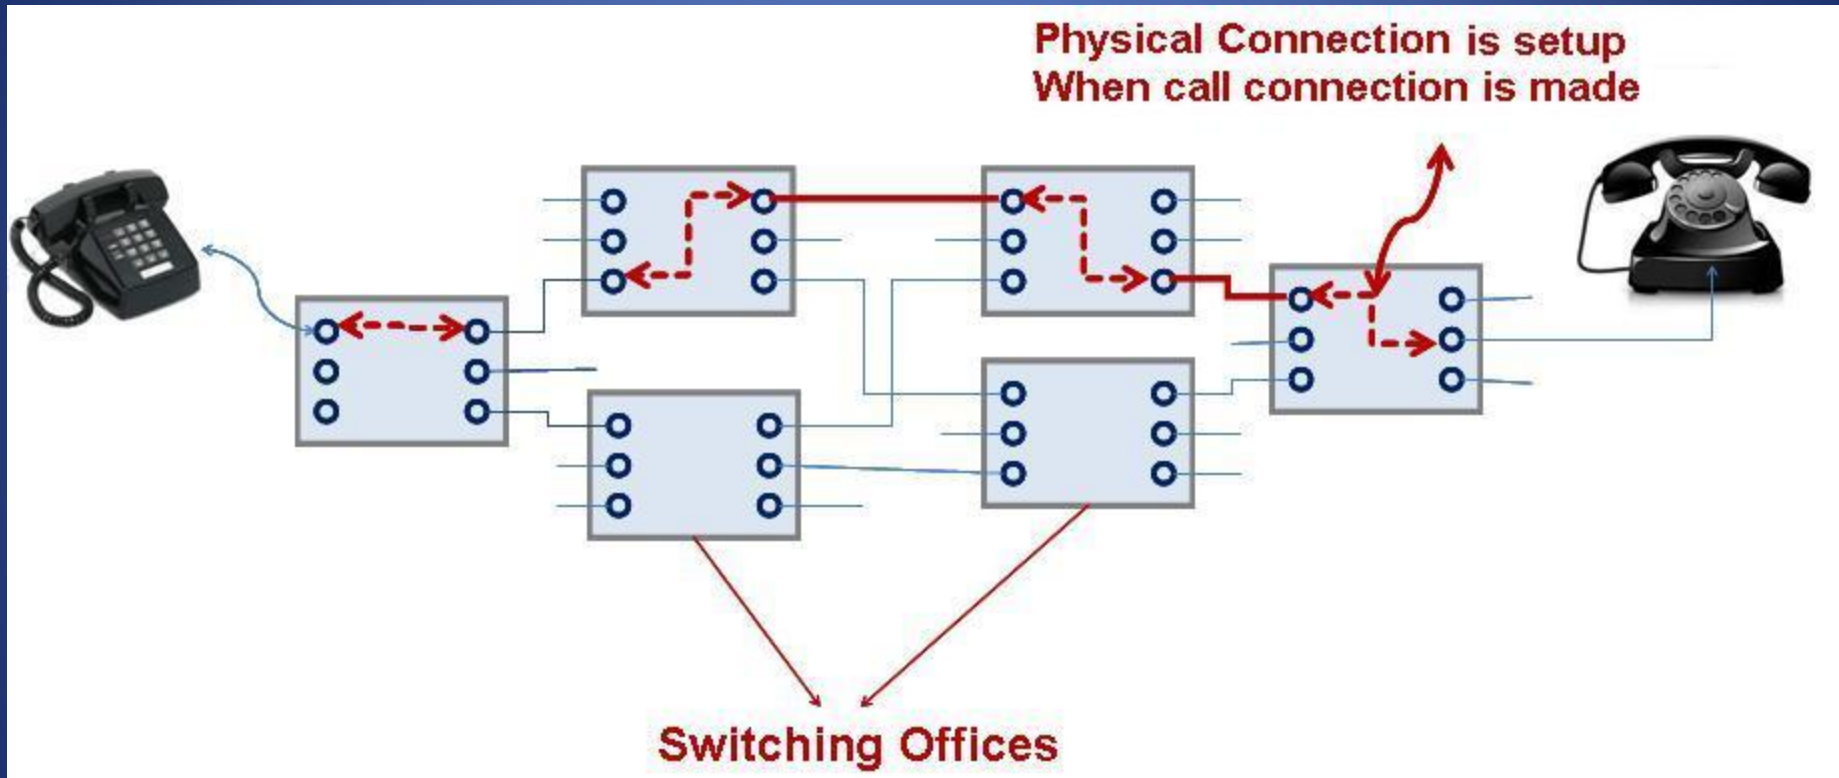 Physical Connection is setup
When call connection is made
Switching Offices